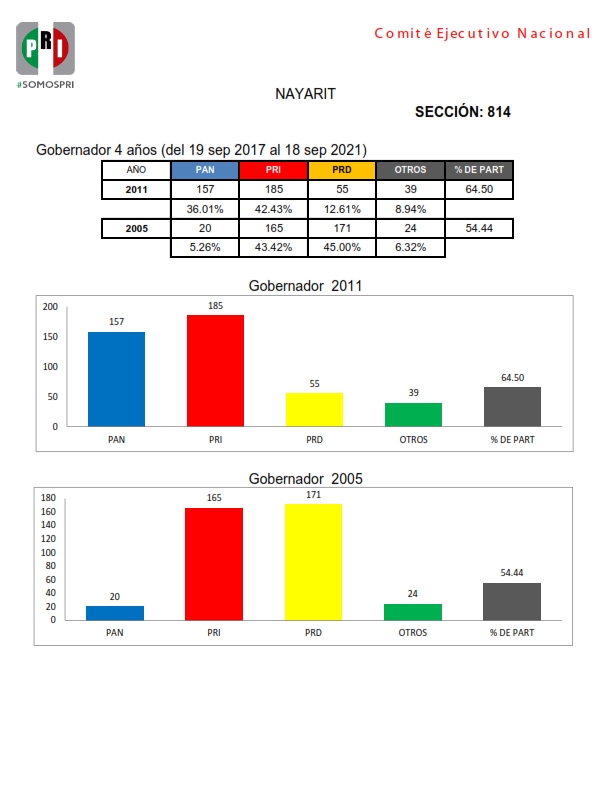 Comité Ejecutivo Nacional
PRI
#SOMOSPRI
NAYARIT
SECCIÓN: 814
Gobernador 4 años (del 19 sep 2017 al 18 sep 2021)
AÑO PAN PRI PRD OTROS % DE PART
2011 157 185 55 39 64.50
36.01% 42.43% 12.61% 8.94%
2005 20 165 171 24 54.44
5.26% 43.42% 45.00% 6.32%
Gobernador 2011
200
150
100
50
0
157
185
55
39
64.50
PAN PRI PRD OTROS % DE PART
Gobernador 2005
180
160
140
120
100
80
60
40
20
0
20
165
171
24
54.44
PAN PRI PRD OTROS % DE PART